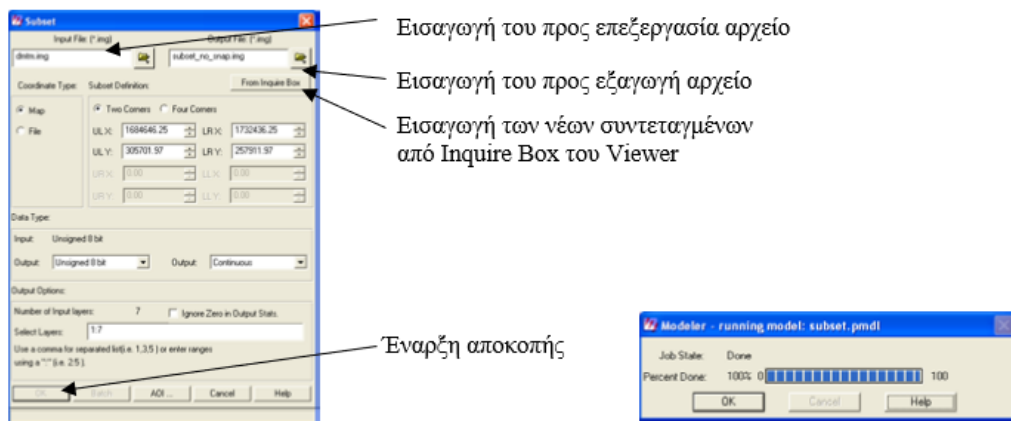 Subset
Input File: (*.img)
Output File: (*.img)
dmtm.img
subset_no_snap.img
Coordinate Type:
Subset Definition:
From Inquire Box
Map
File
Two Corners
Four Corners
UL X: 1684646.25
LR X: 1732436.25
UL Y: 305701.97
LR Y: 257911.97
UR X: 0.00
LL X: 0.00
UR Y: 0.00
LL Y: 0.00
Data Type:
Input: Unsigned 8 bit
Output: Unsigned 8 bit
Output: Continuous
Output Options:
Number of Input layers: 7
Ignore Zero in Output Stats.
Select Layers: 1:7
Use a comma for separated list(i.e. 1,3,5 ) or enter ranges
using a ":" (i.e. 2:5 ).
OK
Batch
AOI ...
Cancel
Help
Εισαγωγή του προς επεξεργασία αρχείο
Εισαγωγή του προς εξαγωγή αρχείο
Εισαγωγή των νέων συντεταγμένων
από Inquire Box του Viewer
Έναρξη αποκοπής
Modeler - running model: subset.pmdl
Job State: Done
Percent Done: 100% 0 100
OK
Cancel
Help